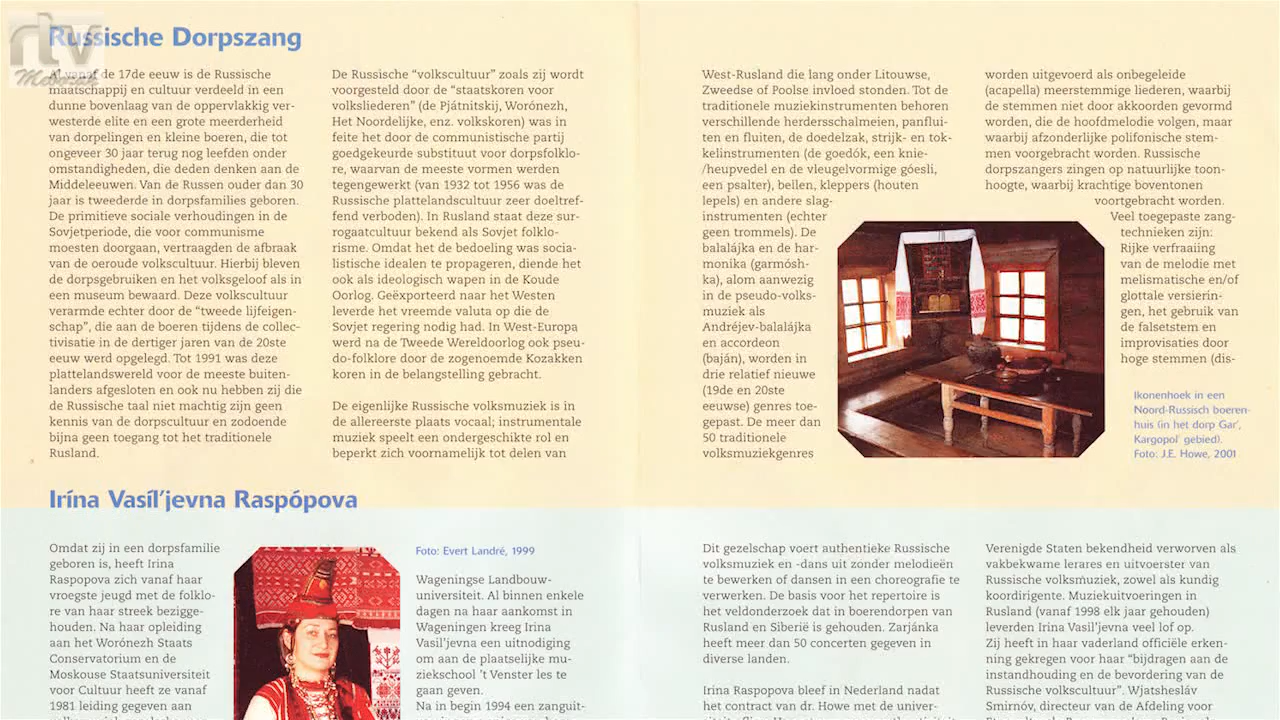 rtv
Russische Dorpszang
Al vanaf de 17de eeuw is de Russische
maatschappij en cultuur verdeeld in een
dunne bovenlaag van de oppervlakkig ver-
westerde elite en een grote meerderheid
van dorpelingen en kleine boeren, die tot
ongeveer 30 jaar terug nog leefden onder
omstandigheden, die deden denken aan de
Middeleeuwen. Van de Russen ouder dan 30
jaar is tweederde in dorpsfamilies geboren.
De primitieve sociale verhoudingen in de
Sovjetperiode, die voor communisme
moesten doorgaan, vertraagden de afbraak
van de oeroude volkscultuur. Hierbij bleven
de dorpsgebruiken en het volksgeloof als in
een museum bewaard. Deze volkscultuur
verarmde echter door de "tweede lijfeigen-
schap", die aan de boeren tijdens de collec-
tivisatie in de dertiger jaren van de 20ste
eeuw werd opgelegd. Tot 1991 was deze
plattelandswereld voor de meeste buiten-
landers afgesloten en ook nu hebben zij die
de Russische taal niet machtig zijn geen
kennis van de dorpscultuur en zodoende
bijna geen toegang tot het traditionele
Rusland.
De Russische "volkscultuur" zoals zij wordt
voorgesteld door de "staatskoren voor
volksliederen" (de Pjátnitskij, Worónezh,
Het Noordelijke, enz. volkskoren) was in
feite het door de communistische partij
goedgekeurde substituut voor dorpsfolklo-
re, waarvan de meeste vormen werden
tegengewerkt (van 1932 tot 1956 was de
Russische plattelandscultuur zeer doeltref-
fend verboden). In Rusland staat deze sur-
rogaatcultuur bekend als Sovjet folklo-
risme. Omdat het de bedoeling was socia-
listische idealen te propageren, diende het
ook als ideologisch wapen in de Koude
Oorlog. Geëxporteerd naar het Westen
leverde het vreemde valuta op die de
Sovjet regering nodig had. In West-Europa
werd na de Tweede Wereldoorlog ook pseu-
do-folklore door de zogenoemde Kozakken
koren in de belangstelling gebracht.
De eigenlijke Russische volksmuziek is in
de allereerste plaats vocaal; instrumentale
muziek speelt een ondergeschikte rol en
beperkt zich voornamelijk tot delen van
West-Rusland die lang onder Litouwse,
Zweedse of Poolse invloed stonden. Tot de
traditionele muziekinstrumenten behoren
verschillende herdersschalmeien, panflui-
ten en fluiten, de doedelzak, strijk- en tok-
kelinstrumenten (de goedók, een knie-
/heupvedel en de vleugelvormige góesli,
een psalter), bellen, kleppers (houten
lepels) en andere slag-
instrumenten (echter
geen trommels). De
balalájka en de har-
monika (garmósh-
ka), alom aanwezig
in de pseudo-volks-
muziek als
Andréjev-balalájka
en accordeon
(baján), worden in
drie relatief nieuwe
(19de en 20ste
eeuwse) genres toe-
gepast. De meer dan
50 traditionele
volksmuziekgenres
worden uitgevoerd als onbegeleide
(acapella) meerstemmige liederen, waarbij
de stemmen niet door akkoorden gevormd
worden, die de hoofdmelodie volgen, maar
waarbij afzonderlijke polifonische stem-
men voortgebracht worden. Russische
dorpszangers zingen op natuurlijke toon-
hoogte, waarbij krachtige boventonen
voortgebracht worden.
Veel toegepaste zang-
technieken zijn:
Rijke verfraaiing
van de melodie met
melismatische en/of
glottale versierin-
gen, het gebruik van
de falsetstem en
improvisaties door
hoge stemmen (dis-
Ikonenhoek in een
Noord-Russisch boeren-
huis (in het dorp Gar',
Kargopol' gebied).
Foto: J.E. Howe, 2001
Irína Vasíl'jevna Raspópova
Omdat zij in een dorpsfamilie
geboren is, heeft Irina
Raspopova zich vanaf haar
vroegste jeugd met de folklo-
re van haar streek bezigge-
houden. Na haar opleiding
aan het Worónezh Staats
Conservatorium en de
Moskouse Staatsuniversiteit
voor Cultuur heeft ze vanaf
1981 leiding gegeven aan
Foto: Evert Landré, 1999
Wageningse Landbouw-
universiteit. Al binnen enkele
dagen na haar aankomst in
Wageningen kreeg Irina
Vasil'jevna een uitnodiging
om aan de plaatselijke mu-
ziekschool 't Venster les te
gaan geven.
Na in begin 1994 een zanguit-
Dit gezelschap voert authentieke Russische
volksmuziek en -dans uit zonder melodieën
te bewerken of dansen in een choreografie te
verwerken. De basis voor het repertoire is
het veldonderzoek dat in boerendorpen van
Rusland en Siberië is gehouden. Zarjánka
heeft meer dan 50 concerten gegeven in
diverse landen.
Irina Raspopova bleef in Nederland nadat
het contract van dr. Howe met de univer-
Verenigde Staten bekendheid verworven als
vakbekwame lerares en uitvoerster van
Russische volksmuziek, zowel als kundig
koordirigente. Muziekuitvoeringen in
Rusland (vanaf 1998 elk jaar gehouden)
leverden Irina Vasil'jevna veel lof op.
Zij heeft in haar vaderland officiële erken-
ning gekregen voor haar "bijdragen aan de
instandhouding en de bevordering van de
Russische volkscultuur". Wjatshesláv
Smirnóv, directeur van de Afdeling voor